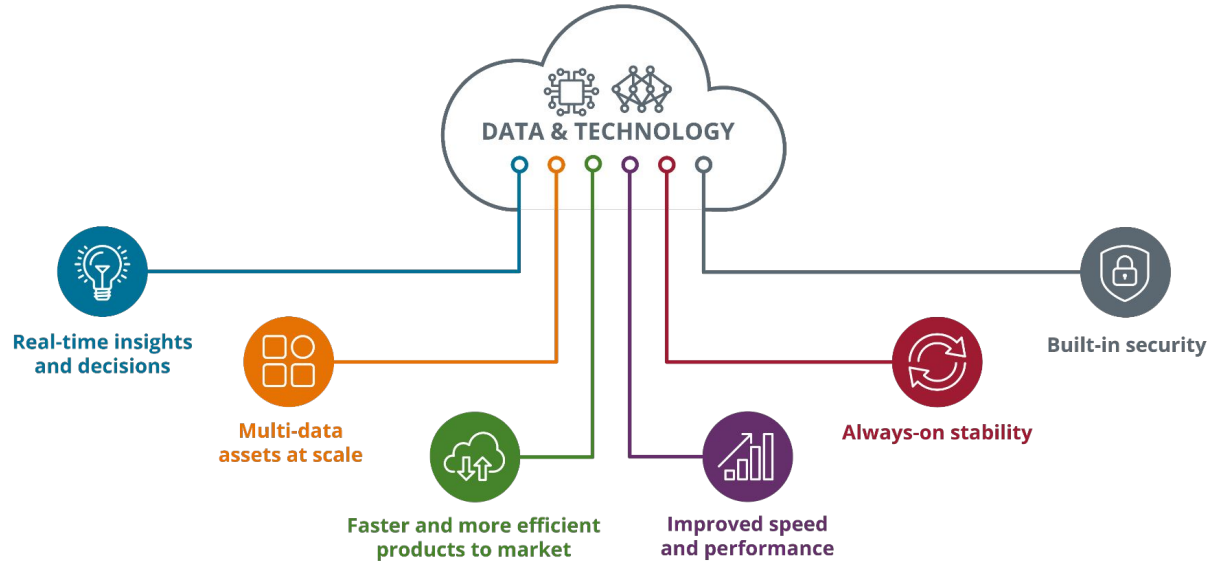 DATA & TECHNOLOGY
Real-time insights
and decisions
Multi-data
assets at scale
Faster and more efficient
products to market
Improved speed
and performance
Always-on stability
Built-in security